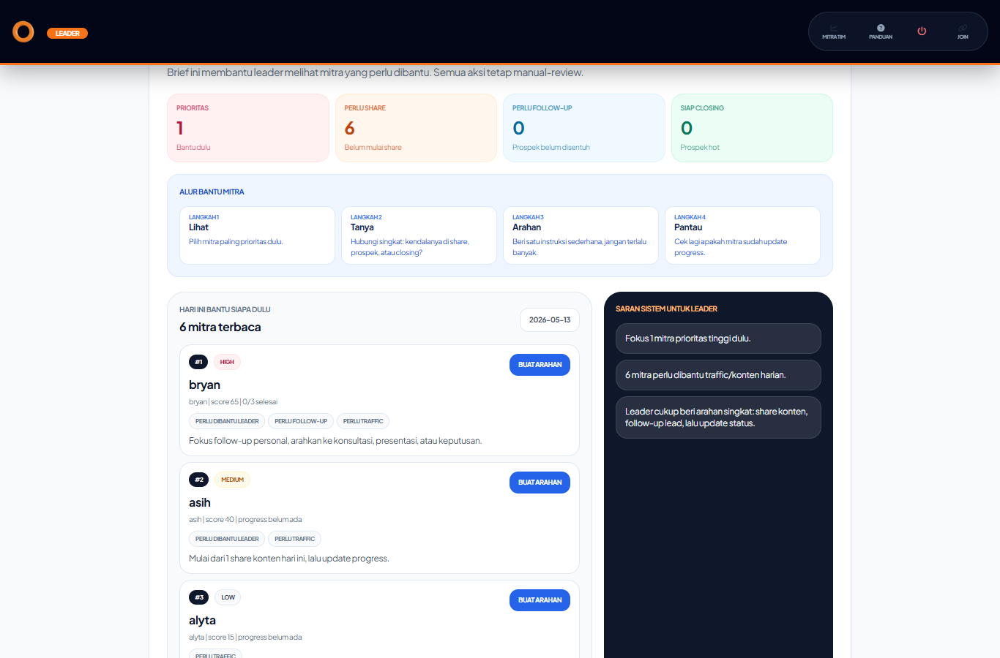 LEADER
MITRA TIM
PANDUAN
JOIN
Brief ini membantu leader melihat mitra yang perlu dibantu. Semua aksi tetap manual-review.
PRIORITAS
1
Bantu dulu
PERLU SHARE
6
Belum mulai share
PERLU FOLLOW-UP
0
Prospek belum disentuh
SIAP CLOSING
0
Prospek hot
ALUR BANTU MITRA
LANGKAH 1
Lihat
Pilih mitra paling prioritas dulu.
LANGKAH 2
Tanya
Hubungi singkat: kendalanya di share,
prospek, atau closing?
LANGKAH 3
Arahan
Beri satu instruksi sederhana, jangan terlalu
banyak.
LANGKAH 4
Pantau
Cek lagi apakah mitra sudah update
progress.
HARI INI BANTU SIAPA DULU
6 mitra terbaca
2026-05-13
#1
HIGH
BUAT ARAHAN
bryan
bryan | score 65 | 0/3 selesai
PERLU DIBANTU LEADER
PERLU FOLLOW-UP
PERLU TRAFFIC
Fokus follow-up personal, arahkan ke konsultasi, presentasi, atau keputusan.
#2
MEDIUM
BUAT ARAHAN
asih
asih | score 40 | progress belum ada
PERLU DIBANTU LEADER
PERLU TRAFFIC
Mulai dari 1 share konten hari ini, lalu update progress.
#3
LOW
BUAT ARAHAN
alyta
alyta | score 15 | progress belum ada
PERLU TRAFFIC
SARAN SISTEM UNTUK LEADER
Fokus 1 mitra prioritas tinggi dulu.
6 mitra perlu dibantu traffic/konten harian.
Leader cukup beri arahan singkat: share konten,
follow-up lead, lalu update status.